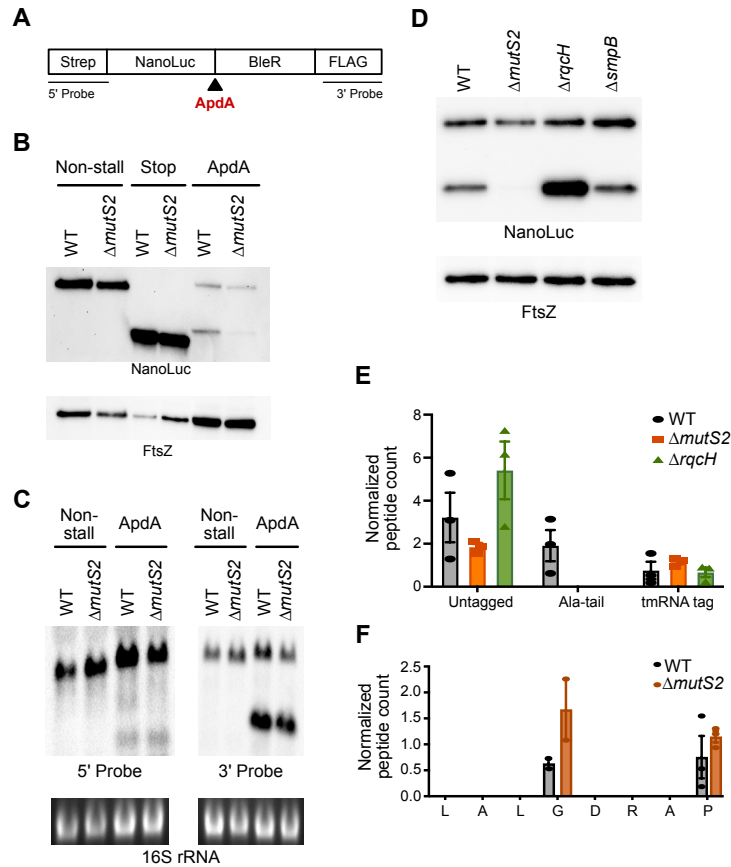 A
Strep NanoLuc BleR FLAG
5' Probe 3' Probe
ApdA
B
Non-stall Stop ApdA
WT ΔmutS2 WT ΔmutS2 WT ΔmutS2
NanoLuc
FtsZ
C
Non-stall ApdA Non-stall ApdA
WT ΔmutS2 WT ΔmutS2 WT ΔmutS2 WT ΔmutS2
5' Probe 3' Probe
16S rRNA
D
WT ΔmutS2 ΔrqcH ΔsmpB
NanoLuc
FtsZ
E
Normalized peptide count
8
6
4
2
0
WT
ΔmutS2
ΔrqcH
Untagged Ala-tail tmRNA tag
F
Normalized peptide count
2.5
2.0
1.5
1.0
0.5
0.0
WT
ΔmutS2
L A L G D R A P